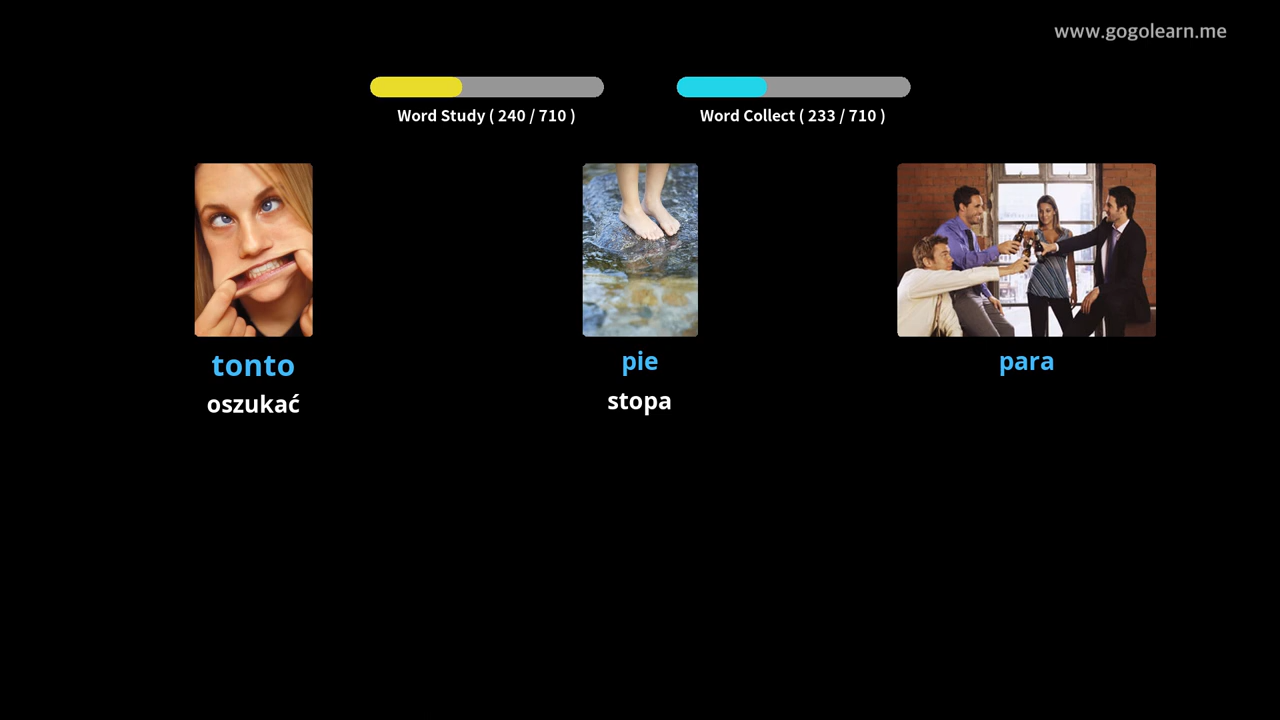 www.gogolearn.me
Word Study ( 240 / 710 )
Word Collect ( 233 / 710 )
tonto
oszukać
pie
stopa
para